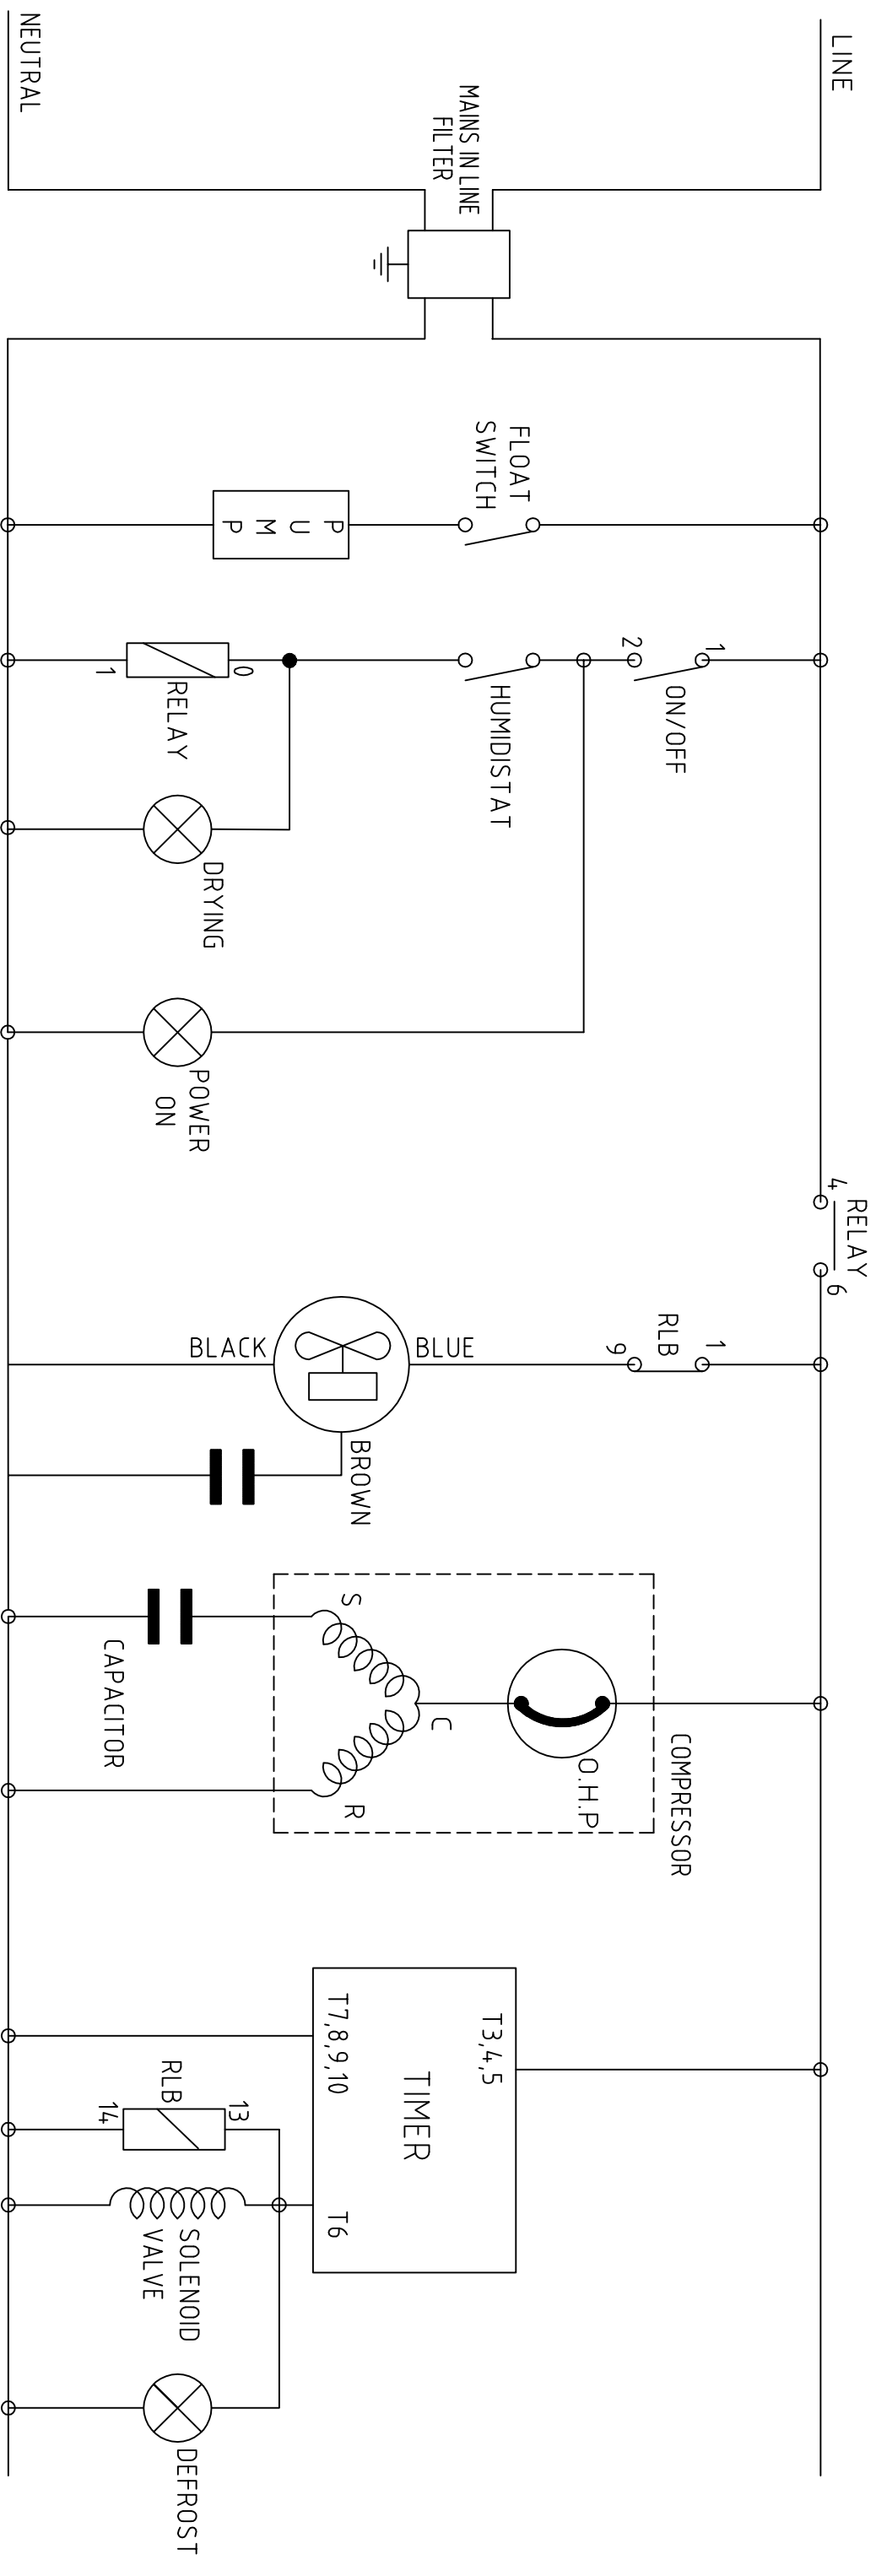 LINE
NEUTRAL
MAINS IN LINE
FILTER
FLOAT
SWITCH
PUMP
1
2
ON/OFF
HUMIDISTAT
0
1
RELAY
DRYING
POWER
ON
4
RELAY
6
1
RLB
9
BLUE
BLACK
BROWN
COMPRESSOR
O.H.P
C
S
R
CAPACITOR
T3,4,5
TIMER
T7,8,9,10
T6
13
RLB
14
SOLENOID
VALVE
DEFROST